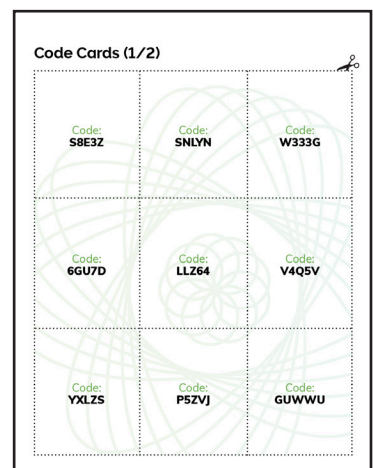 Code Cards (1/2)
Code: Code: Code:
S8E3Z SNLYN W333G
Code: Code: Code:
6GU7D LLZ64 V4Q5V
Code: Code: Code:
YXLZS P5ZVJ GUWWU